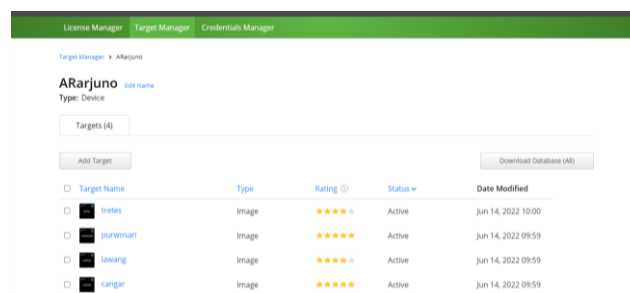 License Manager Target Manager Credentials Manager
Target Manager > ARarjuno
ARarjuno Edit Name
Type: Device
Targets (4)
Add Target Download Database (All)
Target Name Type Rating Status Date Modified
tretes Image Active Jun 14, 2022 10:00
purwosari Image Active Jun 14, 2022 09:59
lawang Image Active Jun 14, 2022 09:59
cangar Image Active Jun 14, 2022 09:59